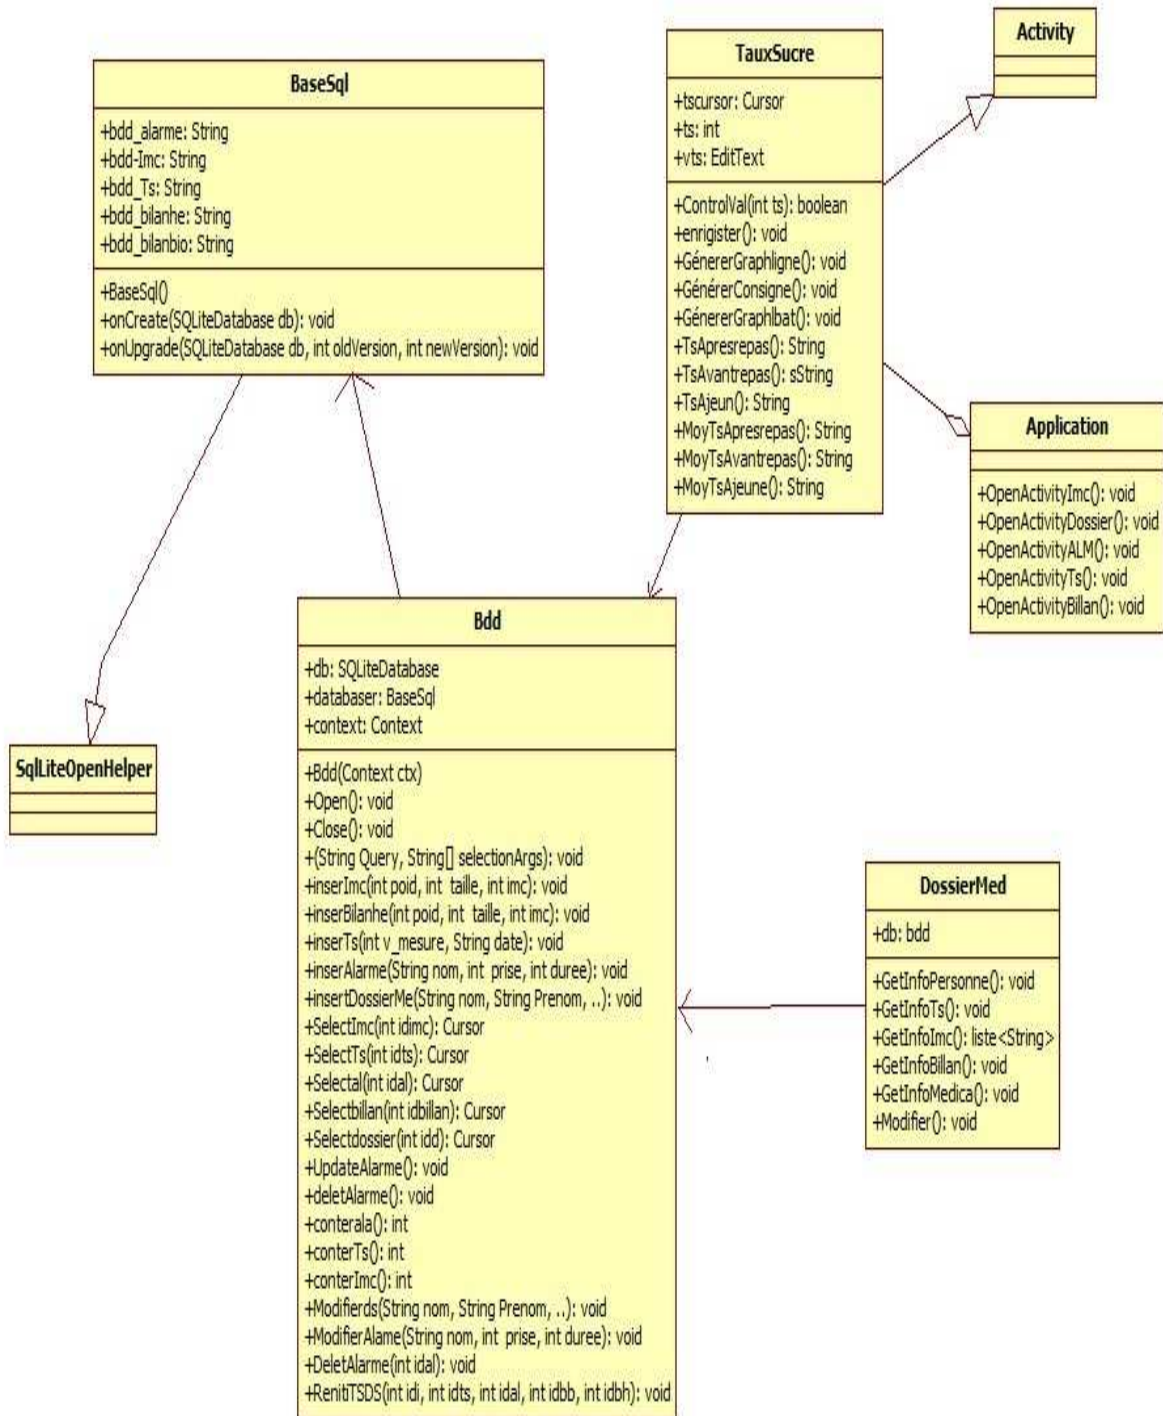 BaseSql
+bdd_alarme: String
+bdd-Imc: String
+bdd_Ts: String
+bdd_bilanhe: String
+bdd_bilanbio: String
+BaseSql()
+onCreate(SQLiteDatabase db): void
+onUpgrade(SQLiteDatabase db, int oldVersion, int newVersion): void
TauxSucre
+tscursor: Cursor
+ts: int
+vts: EditText
+ControlVal(int ts): boolean
+enrigister(): void
+GénererGraphligne(): void
+GénérerConsigne(): void
+GénererGraphlbat(): void
+TsApresrepas(): String
+TsAvantrepas(): sString
+TsAjeun(): String
+MoyTsApresrepas(): String
+MoyTsAvantrepas(): String
+MoyTsAjeune(): String
Activity
Application
+OpenActivityImc(): void
+OpenActivityDossier(): void
+OpenActivityALM(): void
+OpenActivityTs(): void
+OpenActivityBillan(): void
SqlLiteOpenHelper
Bdd
+db: SQLiteDatabase
+databaser: BaseSql
+context: Context
+Bdd(Context ctx)
+Open(): void
+Close(): void
+(String Query, String[] selectionArgs): void
+inserImc(int poid, int taille, int imc): void
+inserBilanhe(int poid, int taille, int imc): void
+inserTs(int v_mesure, String date): void
+inserAlarme(String nom, int prise, int duree): void
+insertDossierMe(String nom, String Prenom, ..): void
+SelectImc(int idimc): Cursor
+SelectTs(int idts): Cursor
+Selectal(int idal): Cursor
+Selectbillan(int idbillan): Cursor
+Selectdossier(int idd): Cursor
+UpdateAlarme(): void
+deletAlarme(): void
+conterala(): int
+conterTs(): int
+conterImc(): int
+Modifierds(String nom, String Prenom, ..): void
+ModifierAlame(String nom, int prise, int duree): void
+DeletAlarme(int idal): void
+RenitiTSDS(int idi, int idts, int idal, int idbb, int idbh): void
DossierMed
+db: bdd
+GetInfoPersonne(): void
+GetInfoTs(): void
+GetInfoImc(): liste<String>
+GetInfoBillan(): void
+GetInfoMedica(): void
+Modifier(): void